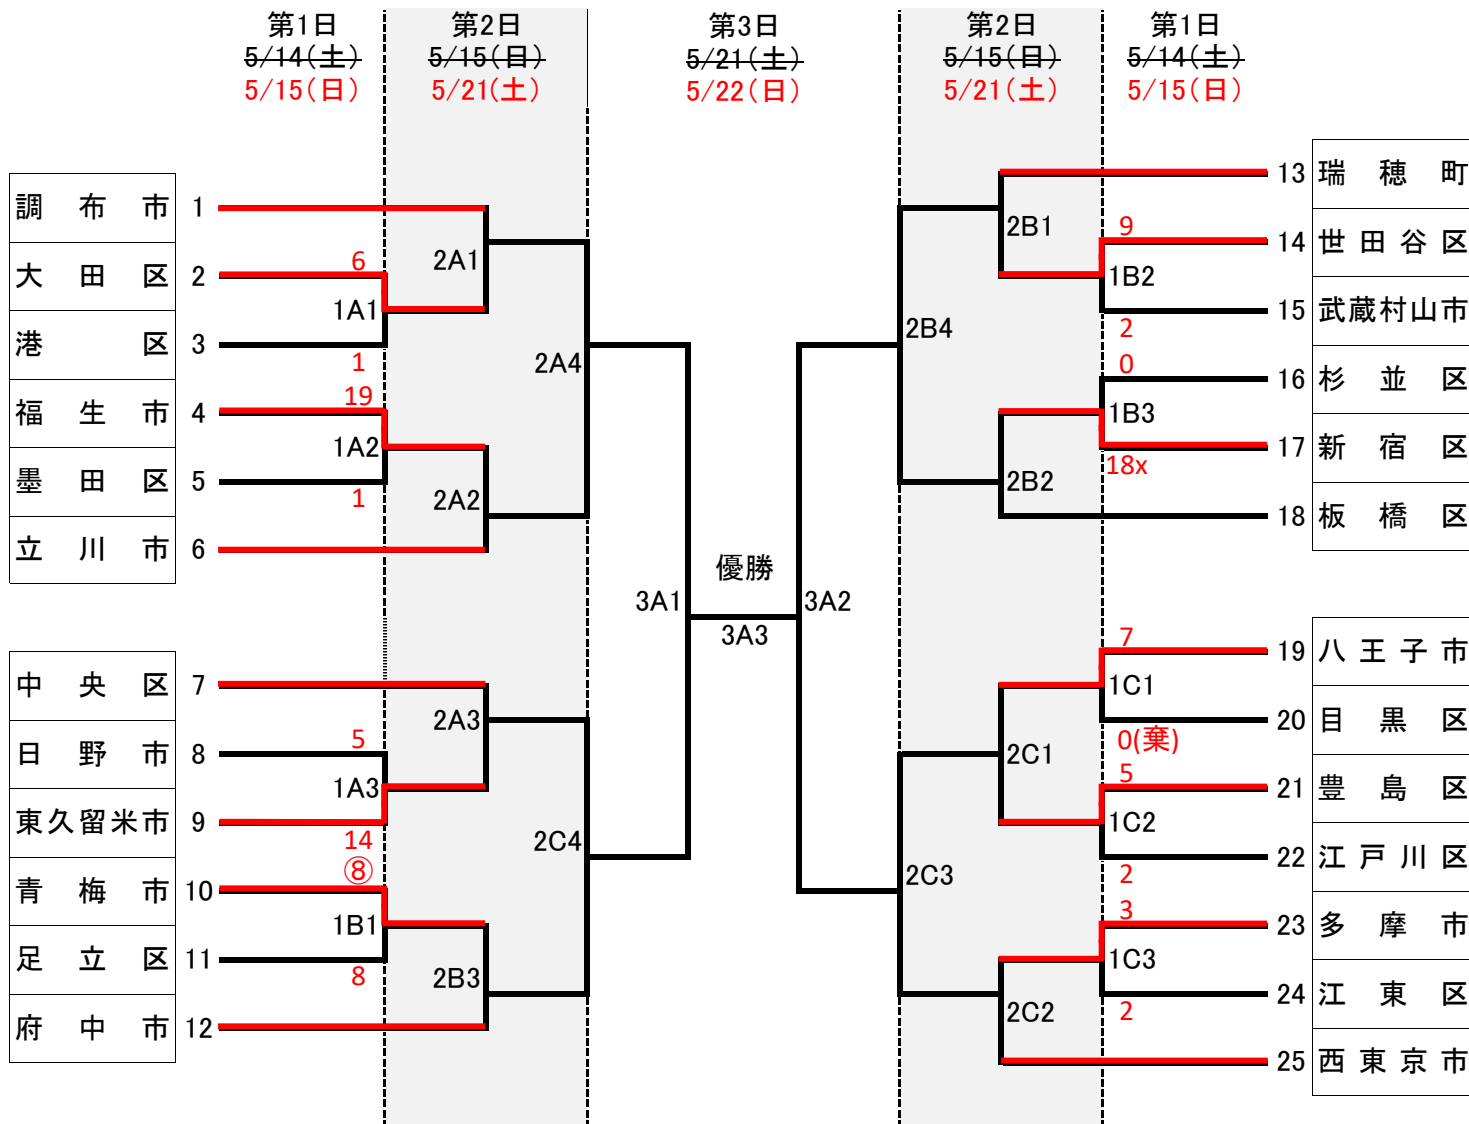 第1日 第2日 第3日 第2日 第1日
5/14(土) 5/15(日) 5/21(土) 5/15(日) 5/14(土)
5/15(日) 5/21(土) 5/22(日) 5/21(土) 5/15(日)
調布市 1
大田区 2 6
1A1
港区 3 1
2A1
福生市 4 19
1A2
墨田区 5 1
立川市 6
2A2
2A4
中央区 7
2A3
日野市 8 5
1A3
東久留米市 9 14
青梅市 10 ⑧
1B1
足立区 11 8
府中市 12
2B3
2C4
3A1
優勝
3A3
3A2
13 瑞穂町
2B1
9 14 世田谷区
1B2
2 15 武蔵村山市
2B4
0 16 杉並区
1B3
18x 17 新宿区
2B2
18 板橋区
7 19 八王子市
1C1
0(棄) 20 目黒区
2C1
5 21 豊島区
1C2
2 22 江戸川区
2C3
3 23 多摩市
1C3
2 24 江東区
2C2
25 西東京市